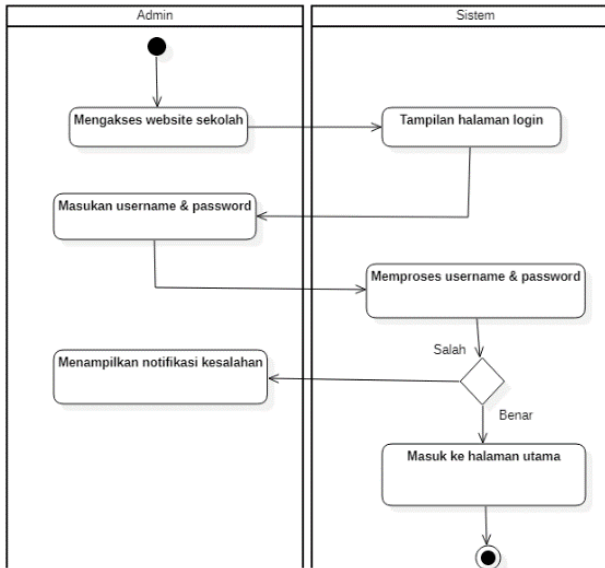 Admin
Sistem
Mengakses website sekolah
Tampilan halaman login
Masukan username & password
Memproses username & password
Salah
Menampilkan notifikasi kesalahan
Benar
Masuk ke halaman utama